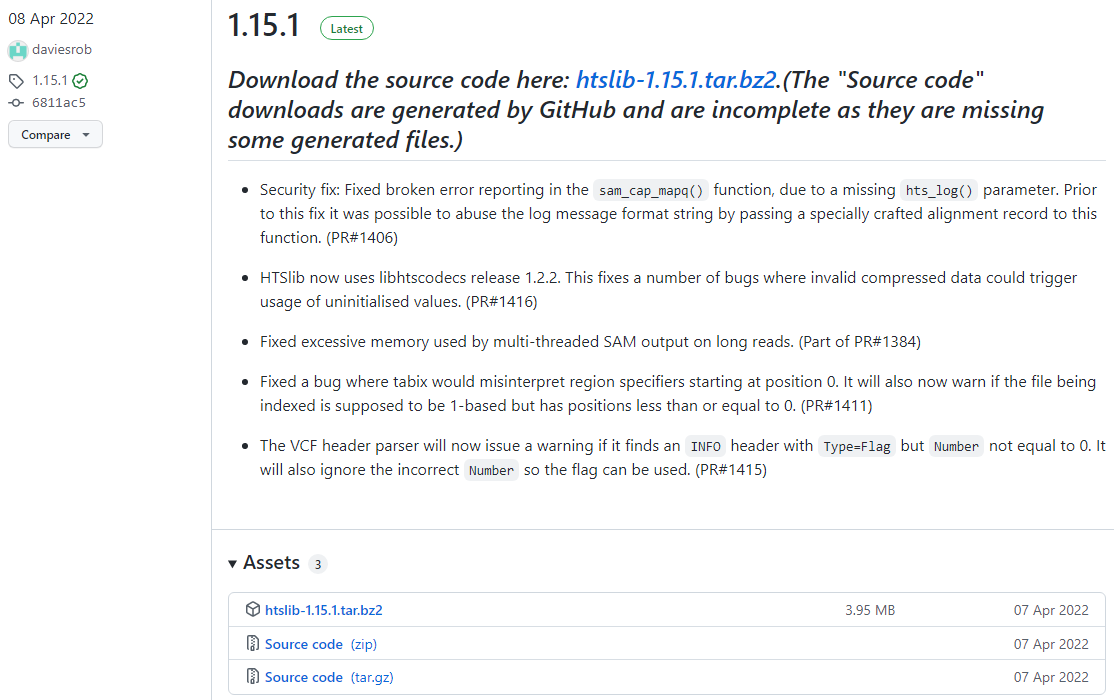 08 Apr 2022
daviesrob
1.15.1
6811ac5
Compare
1.15.1 Latest
Download the source code here: htslib-1.15.1.tar.bz2.(The "Source code"
downloads are generated by GitHub and are incomplete as they are missing
some generated files.)
Security fix: Fixed broken error reporting in the sam_cap_mapq() function, due to a missing hts_log() parameter. Prior
to this fix it was possible to abuse the log message format string by passing a specially crafted alignment record to this
function. (PR#1406)
HTSlib now uses libhtscodecs release 1.2.2. This fixes a number of bugs where invalid compressed data could trigger
usage of uninitialised values. (PR#1416)
Fixed excessive memory used by multi-threaded SAM output on long reads. (Part of PR#1384)
Fixed a bug where tabix would misinterpret region specifiers starting at position 0. It will also now warn if the file being
indexed is supposed to be 1-based but has positions less than or equal to 0. (PR#1411)
The VCF header parser will now issue a warning if it finds an INFO header with Type=Flag but Number not equal to 0. It
will also ignore the incorrect Number so the flag can be used. (PR#1415)
Assets 3
htslib-1.15.1.tar.bz2 3.95 MB 07 Apr 2022
Source code (zip) 07 Apr 2022
Source code (tar.gz) 07 Apr 2022